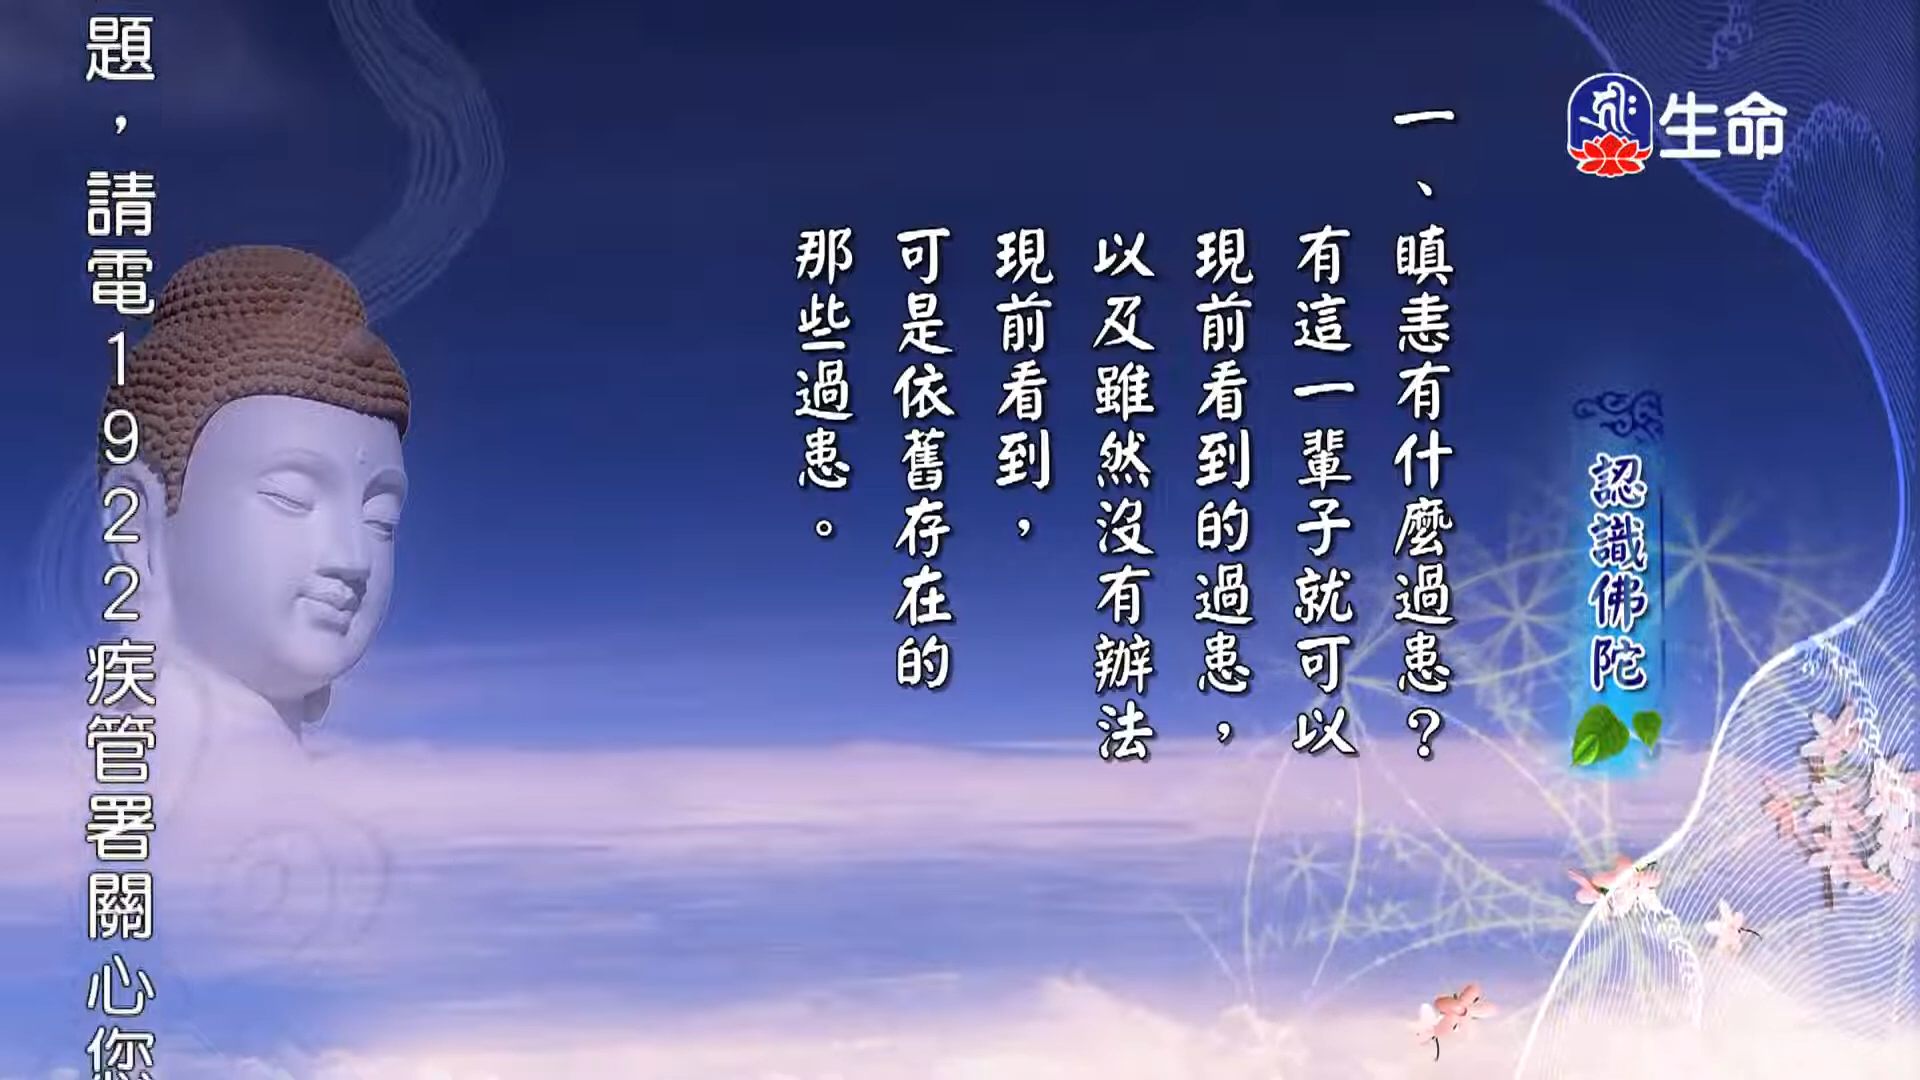 生命
認識佛陀
一、瞋恚有什麼過患？
有這一輩子就可以
現前看到的過患，
以及雖然沒有辦法
現前看到，
可是依舊存在的
那些過患。
題，請電1922疾管署關心您